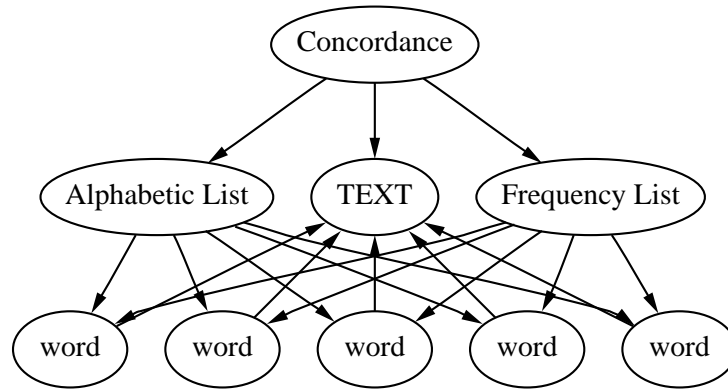 Concordance
Alphabetic List
TEXT
Frequency List
word
word
word
word
word